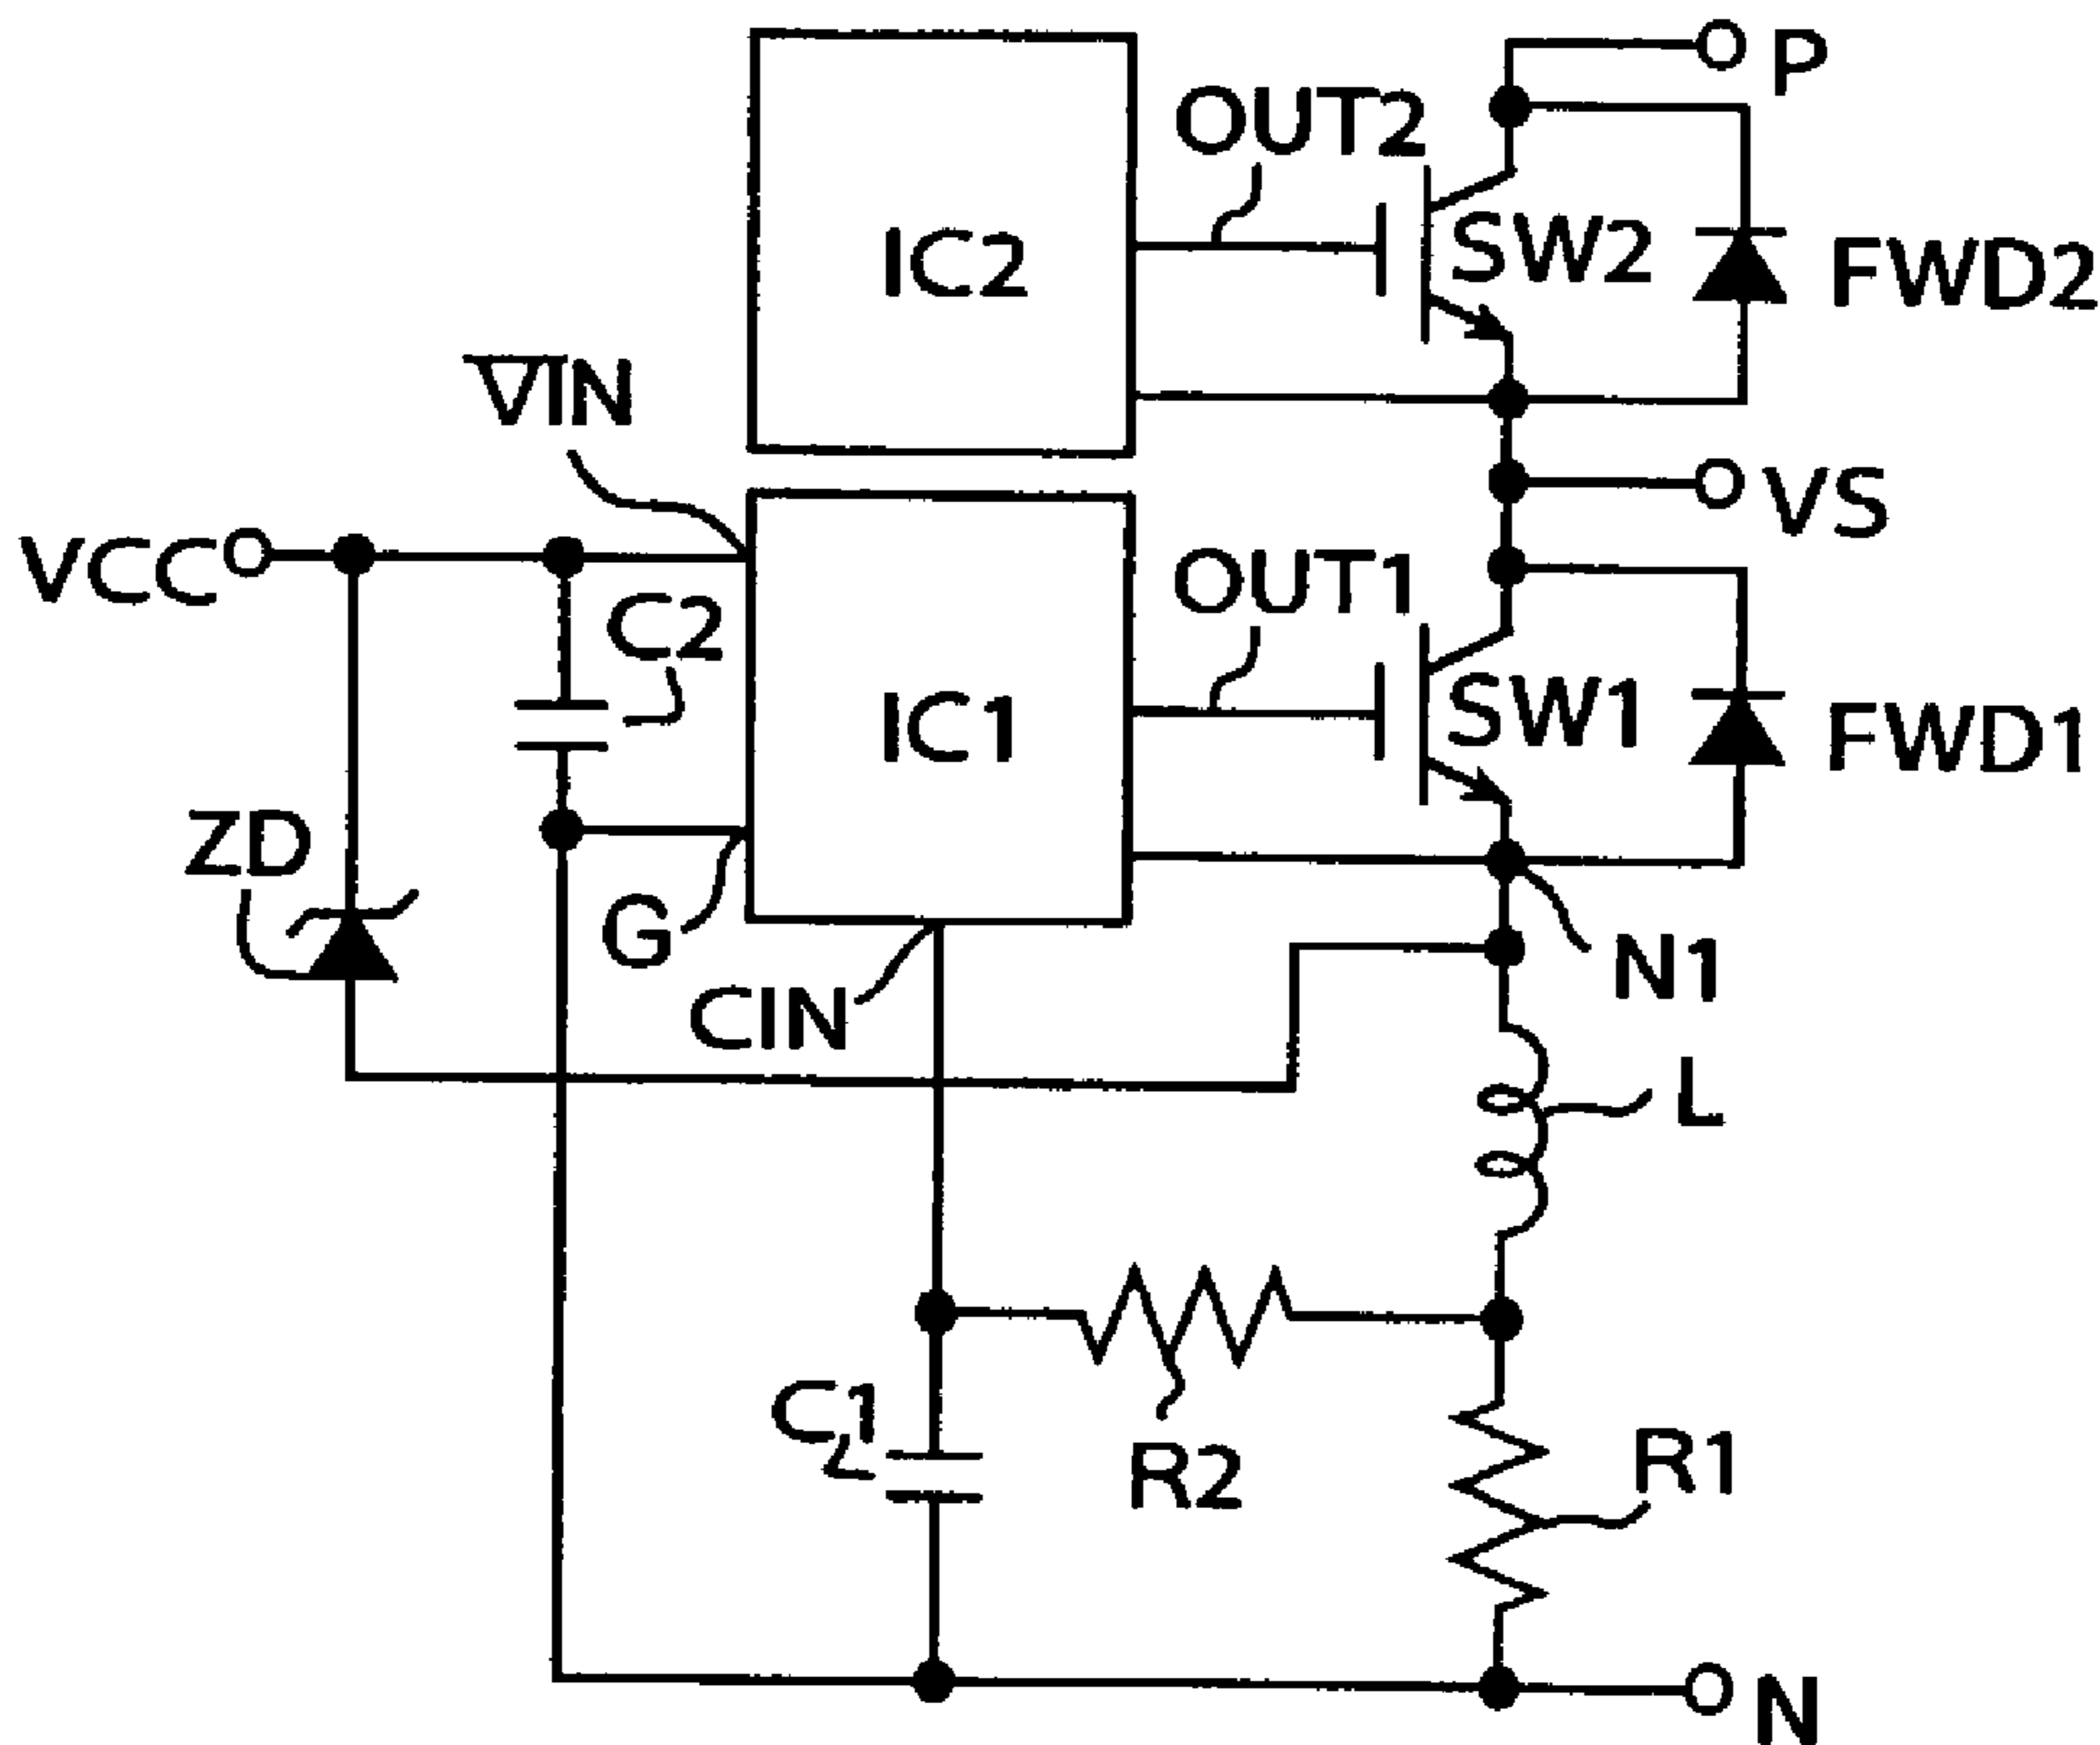 P
OUT2
SW2
IC2
FWD2
VIN
VS
VCC
OUT1
C2
SW1
IC1
FWD1
ZD
G
N1
CIN
L
C1
R2
R1
N